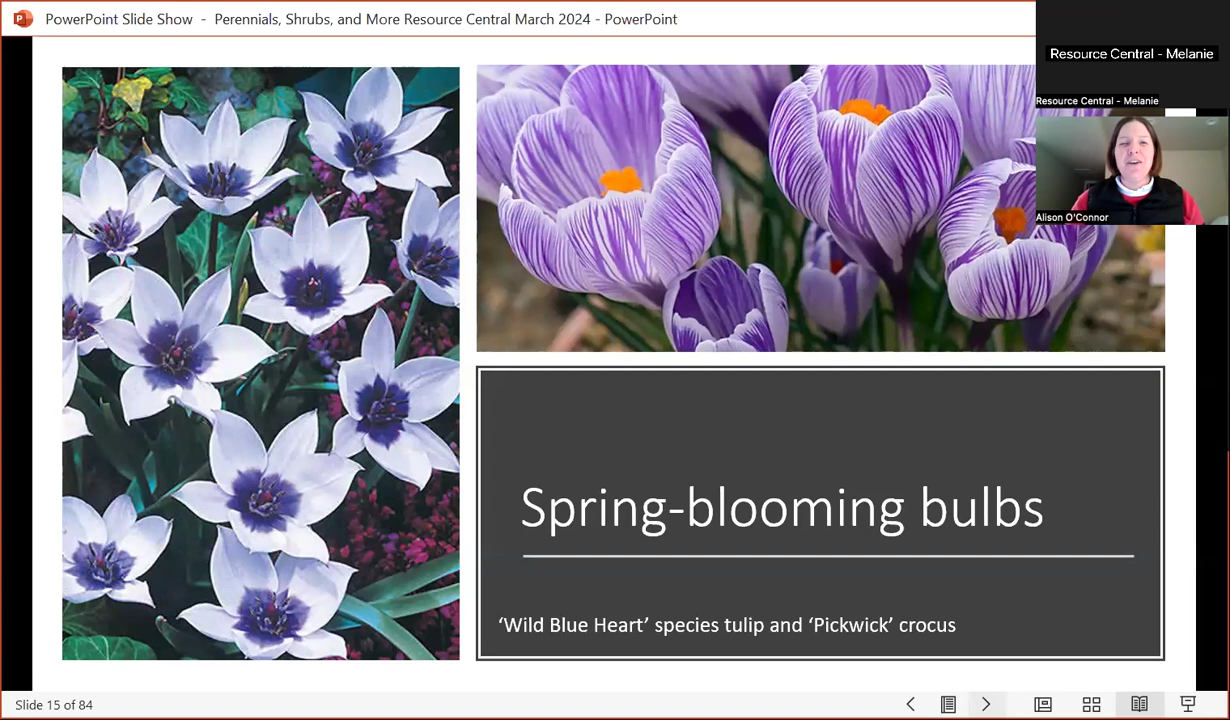 PowerPoint Slide Show - Perennials, Shrubs, and More Resource Central March 2024 - PowerPoint
Resource Central - Melanie
Resource Central - Melanie
Alison O'Connor
Spring-blooming bulbs
‘Wild Blue Heart’ species tulip and ‘Pickwick’ crocus
Slide 15 of 84